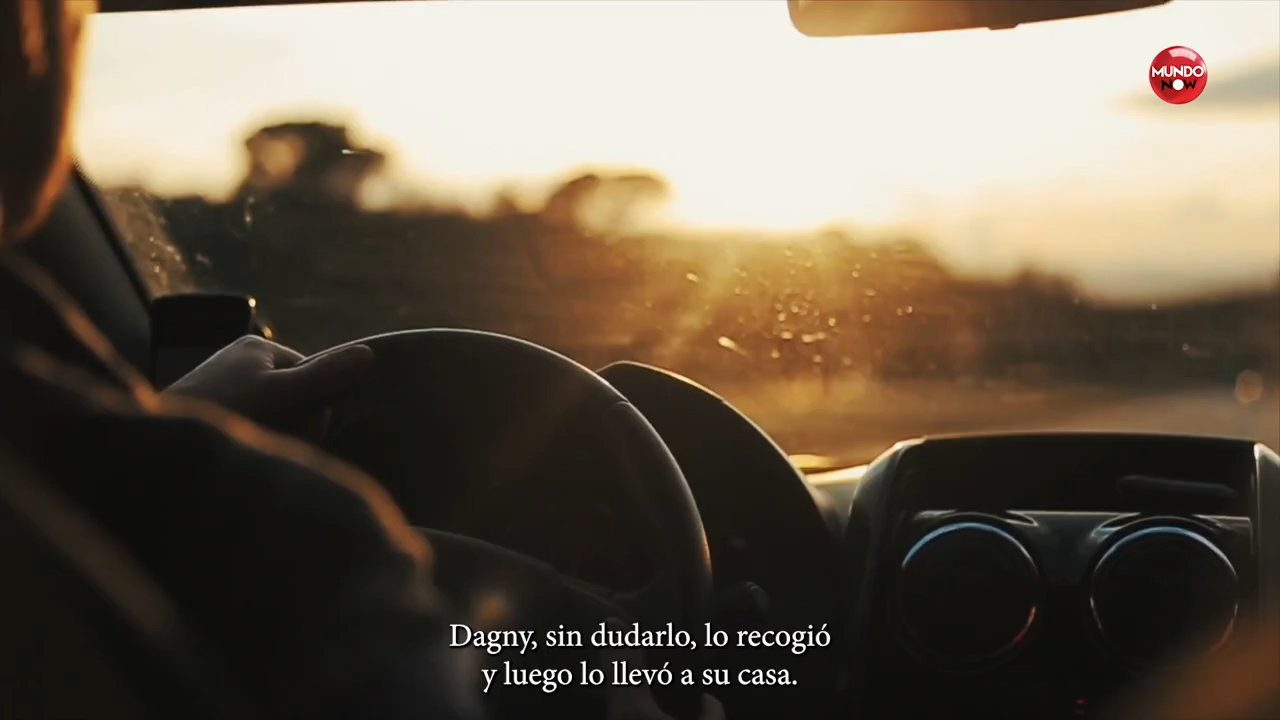 MUNDO
NOW
Dagny, sin dudarlo, lo recogió
y luego lo llevó a su casa.